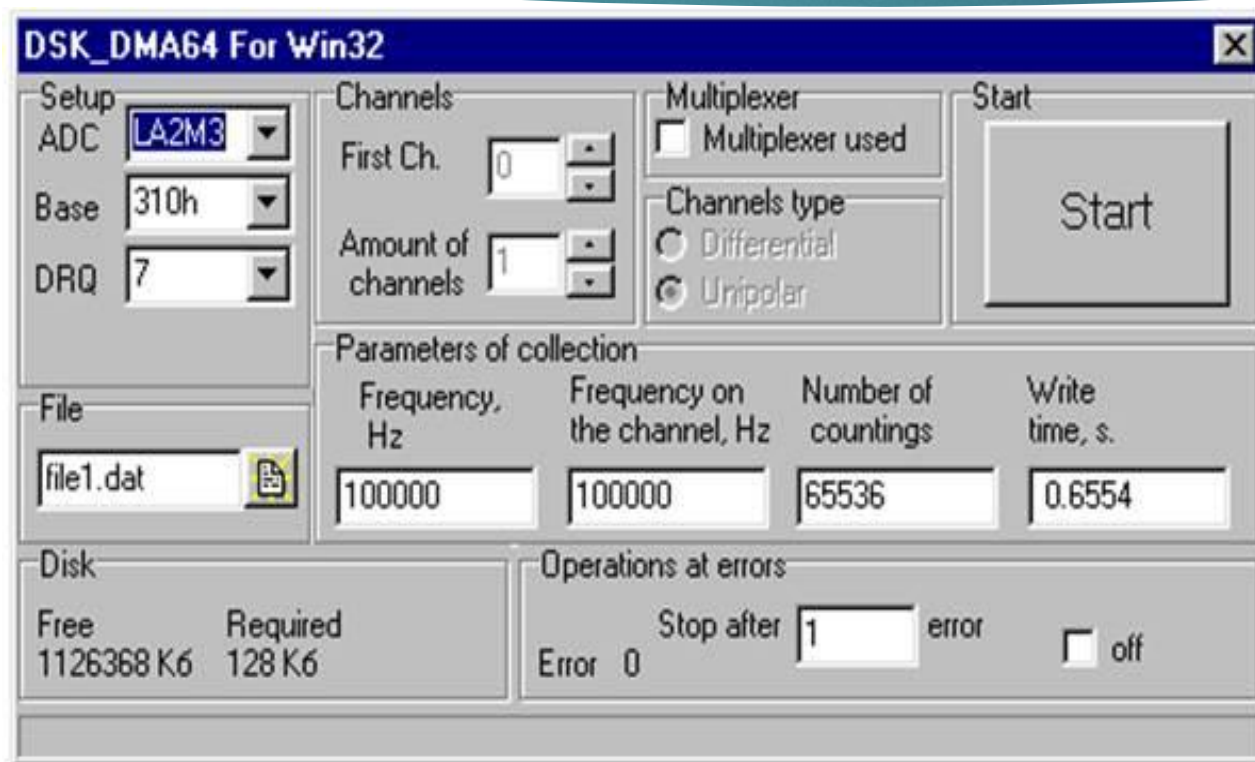 DSK_DMA64 For Win32
Setup
ADC LA2M3
Base 310h
DRQ 7
Channels
First Ch. 0
Amount of
channels 1
Multiplexer
Multiplexer used
Channels type
Differential
Unipolar
Start
Start
File
file1.dat
Parameters of collection
Frequency,
Hz
100000
Frequency on
the channel, Hz
100000
Number of
countings
65536
Write
time, s.
0.6554
Disk
Free Required
1126368 Кб 128 Кб
Operations at errors
Stop after 1 error
Error 0
off